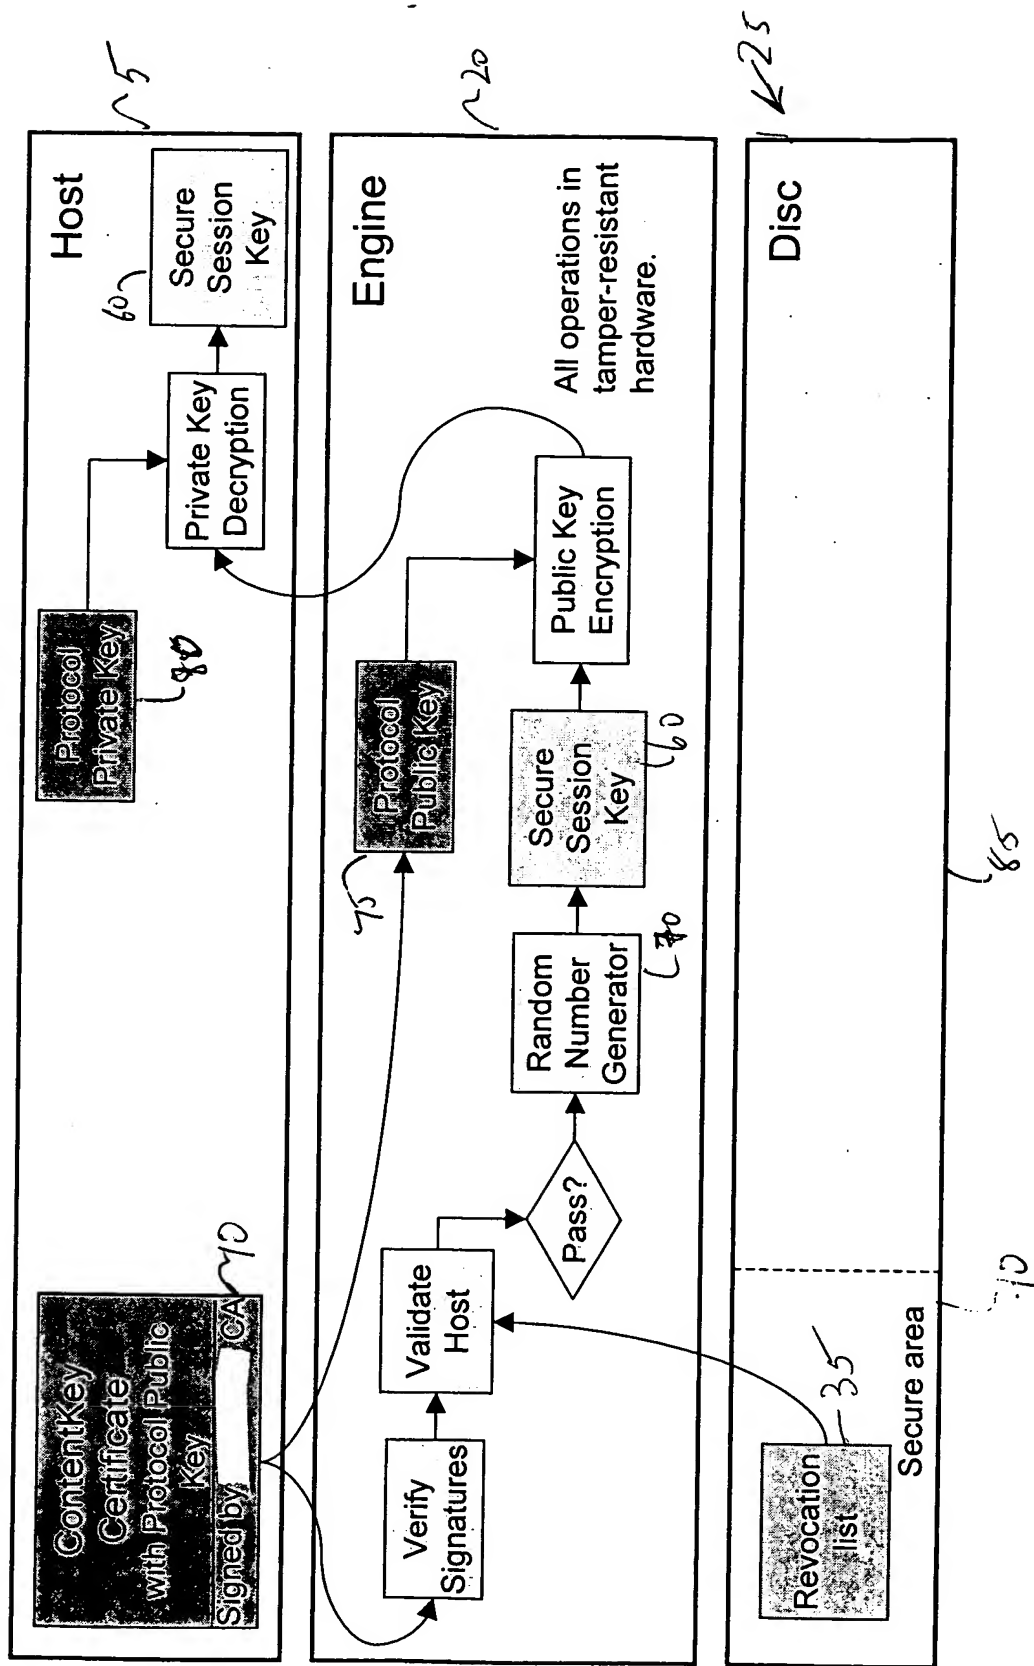 Host
~5
ContentKey
Certificate
with Protocol Public
Key
Signed by CA
Protocol
Private Key
80
Private Key
Decryption
60
Secure
Session
Key
Engine
~20
Verify
Signatures
Validate
Host
Pass?
Random
Number
Generator
70
Secure
Session
Key
60
75
Protocol
Public Key
Public Key
Encryption
All operations in
tamper-resistant
hardware.
Disc
25
Revocation
list
35
Secure area
85